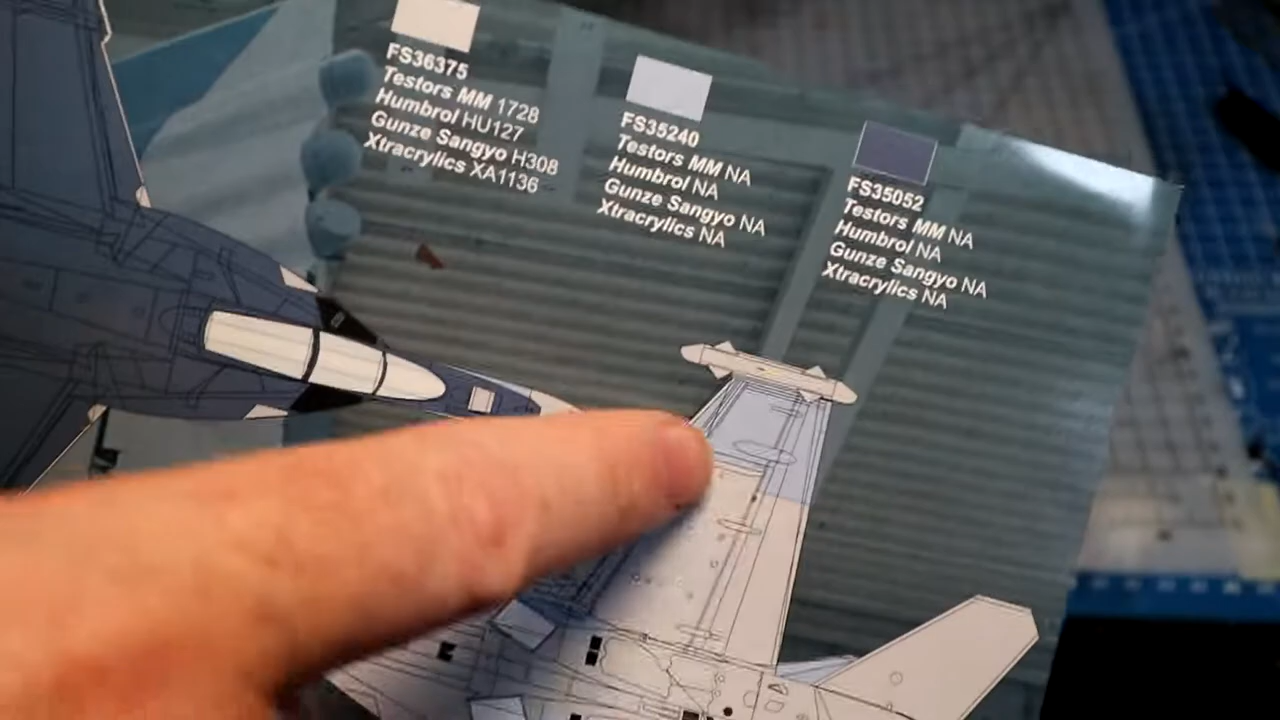 FS36375
Testors MM 1728
Humbrol HU127
Gunze Sangyo H308
Xtracrylics XA1136
FS35240
Testors MM NA
Humbrol NA
Gunze Sangyo NA
Xtracrylics NA
FS35052
Testors MM NA
Humbrol NA
Gunze Sangyo NA
Xtracrylics NA